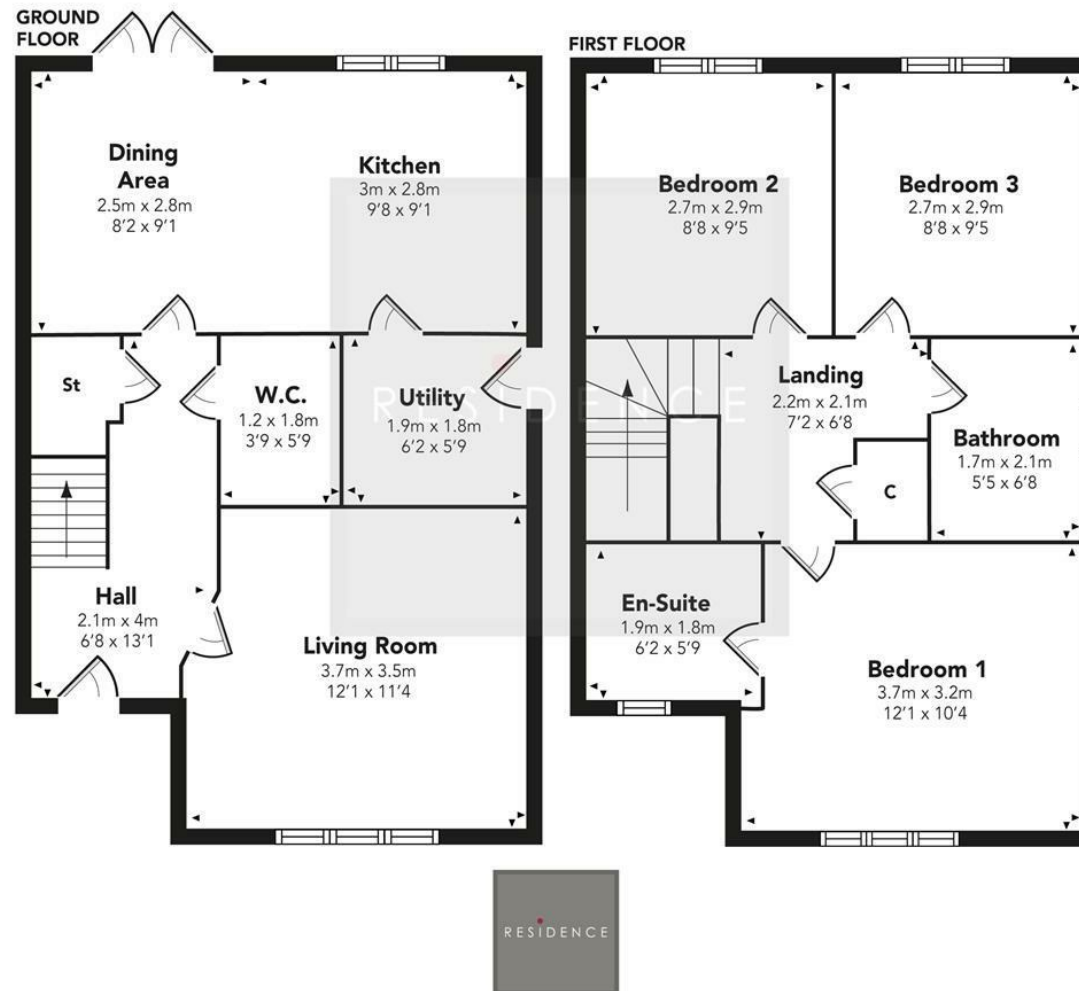 GROUND
FLOOR
Dining
Area
2.5m x 2.8m
8'2 x 9'1
Kitchen
3m x 2.8m
9'8 x 9'1
St
W.C.
1.2 x 1.8m
3'9 x 5'9
Utility
1.9m x 1.8m
6'2 x 5'9
Hall
2.1m x 4m
6'8 x 13'1
Living Room
3.7m x 3.5m
12'1 x 11'4
FIRST FLOOR
Bedroom 2
2.7m x 2.9m
8'8 x 9'5
Bedroom 3
2.7m x 2.9m
8'8 x 9'5
Landing
2.2m x 2.1m
7'2 x 6'8
Bathroom
1.7m x 2.1m
5'5 x 6'8
C
En-Suite
1.9m x 1.8m
6'2 x 5'9
Bedroom 1
3.7m x 3.2m
12'1 x 10'4
RESIDENCE
RESIDENCE